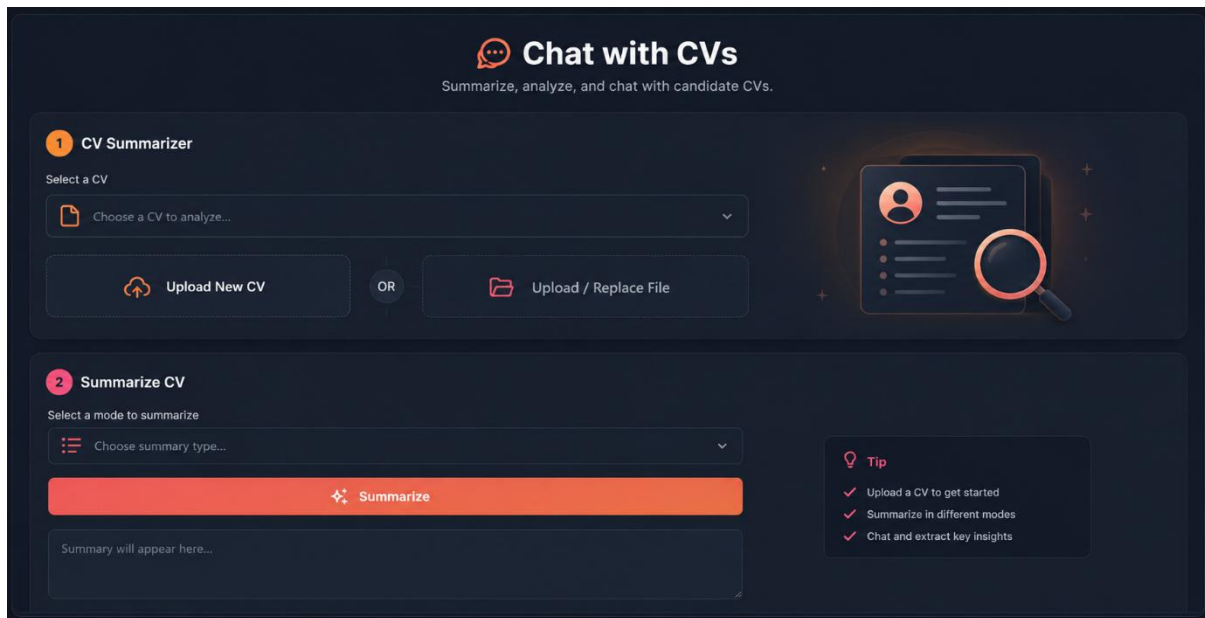 Chat with CVs
Summarize, analyze, and chat with candidate CVs.
1 CV Summarizer
Select a CV
Choose a CV to analyze...
Upload New CV
OR
Upload / Replace File
2 Summarize CV
Select a mode to summarize
Choose summary type...
Summarize
Summary will appear here...
Tip
Upload a CV to get started
Summarize in different modes
Chat and extract key insights